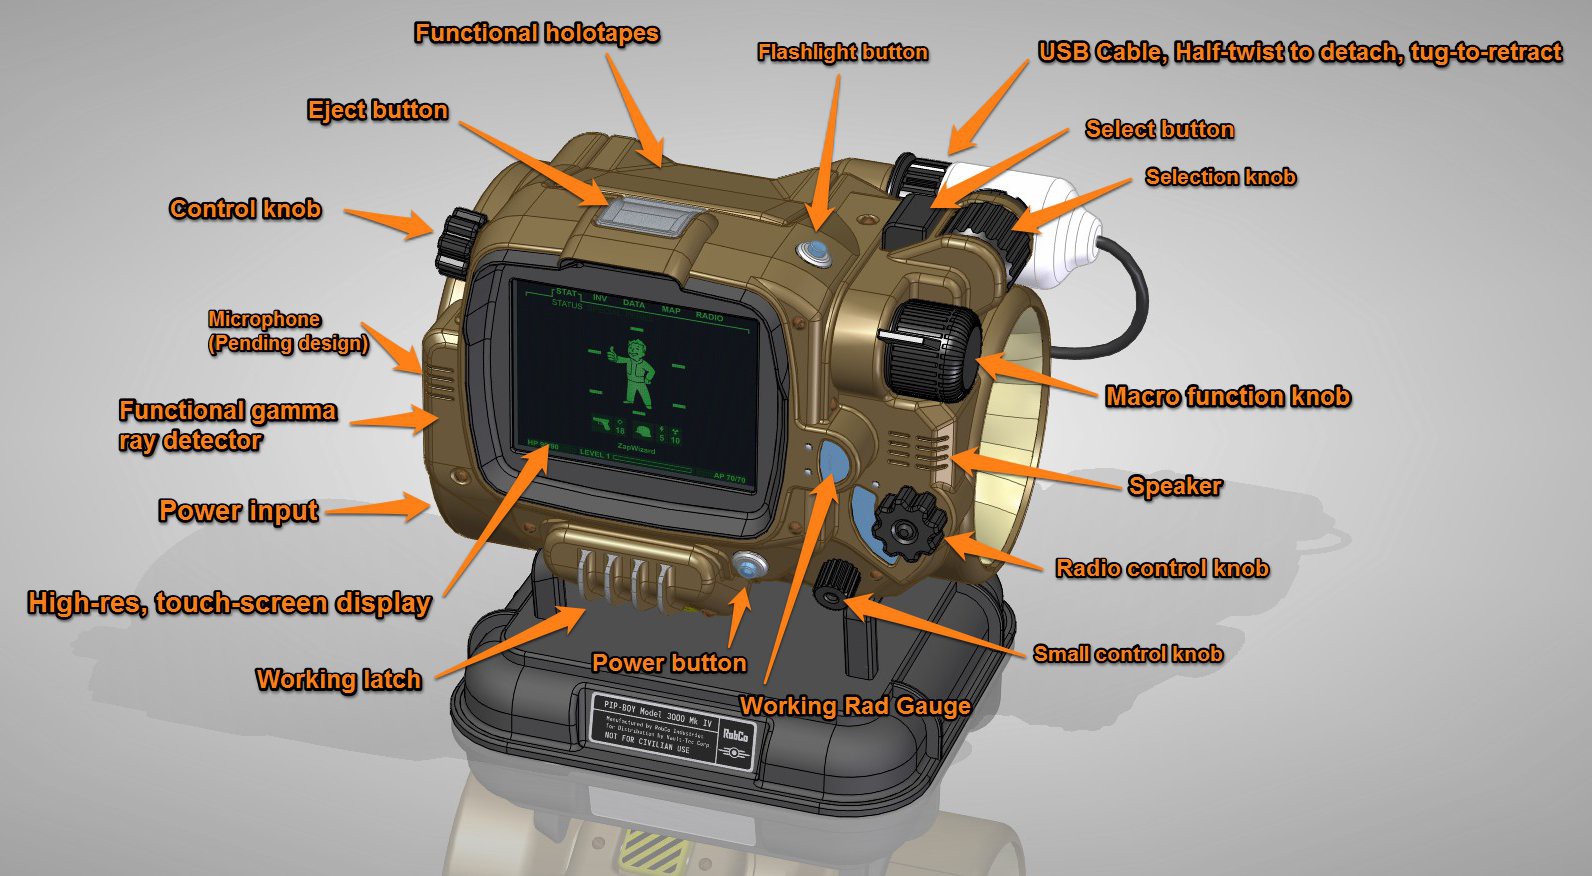 Functional holotapes
Flashlight button
USB Cable, Half-twist to detach, tug-to-retract
Eject button
Select button
Selection knob
Control knob
Microphone
(Pending design)
Functional gamma
ray detector
Macro function knob
Power input
Speaker
High-res, touch-screen display
Radio control knob
Working latch
Power button
Small control knob
Working Rad Gauge
STAT INV DATA MAP RADIO
STATUS
18 5 10
ZapWizard
HP
LEVEL 1
AP 70/70
PIP-BOY Model 3000 Mk IV
Manufactured by RobCo Industries
for Distribution by Vault-Tec Corp
NOT FOR CIVILIAN USE
RobCo